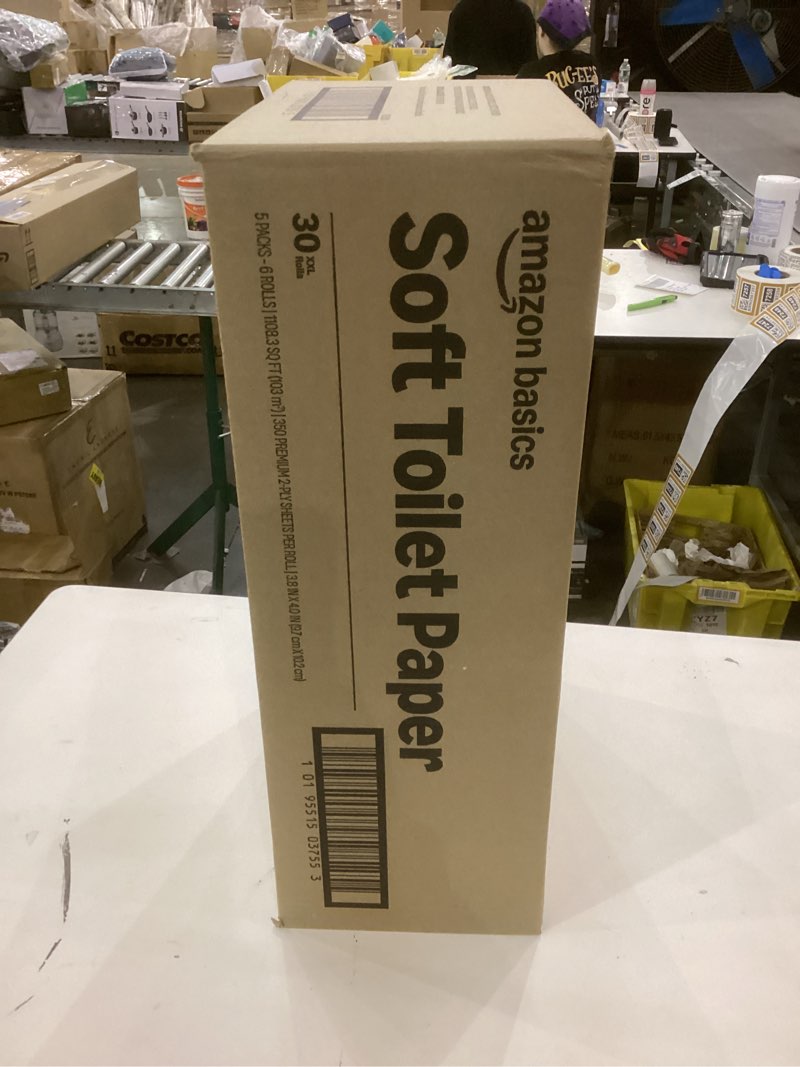 amazon basics
Soft Toilet Paper
30 XXL
Rolls
5 PACKS - 6 ROLLS | 1108.3 SQ FT (103 m²) | 350 PREMIUM 2-PLY SHEETS PER ROLL | 3.8 IN X 4.0 IN (9.7 cm X 10.2 cm)
1 01 95515 03755 3
COSTCO
YZ7